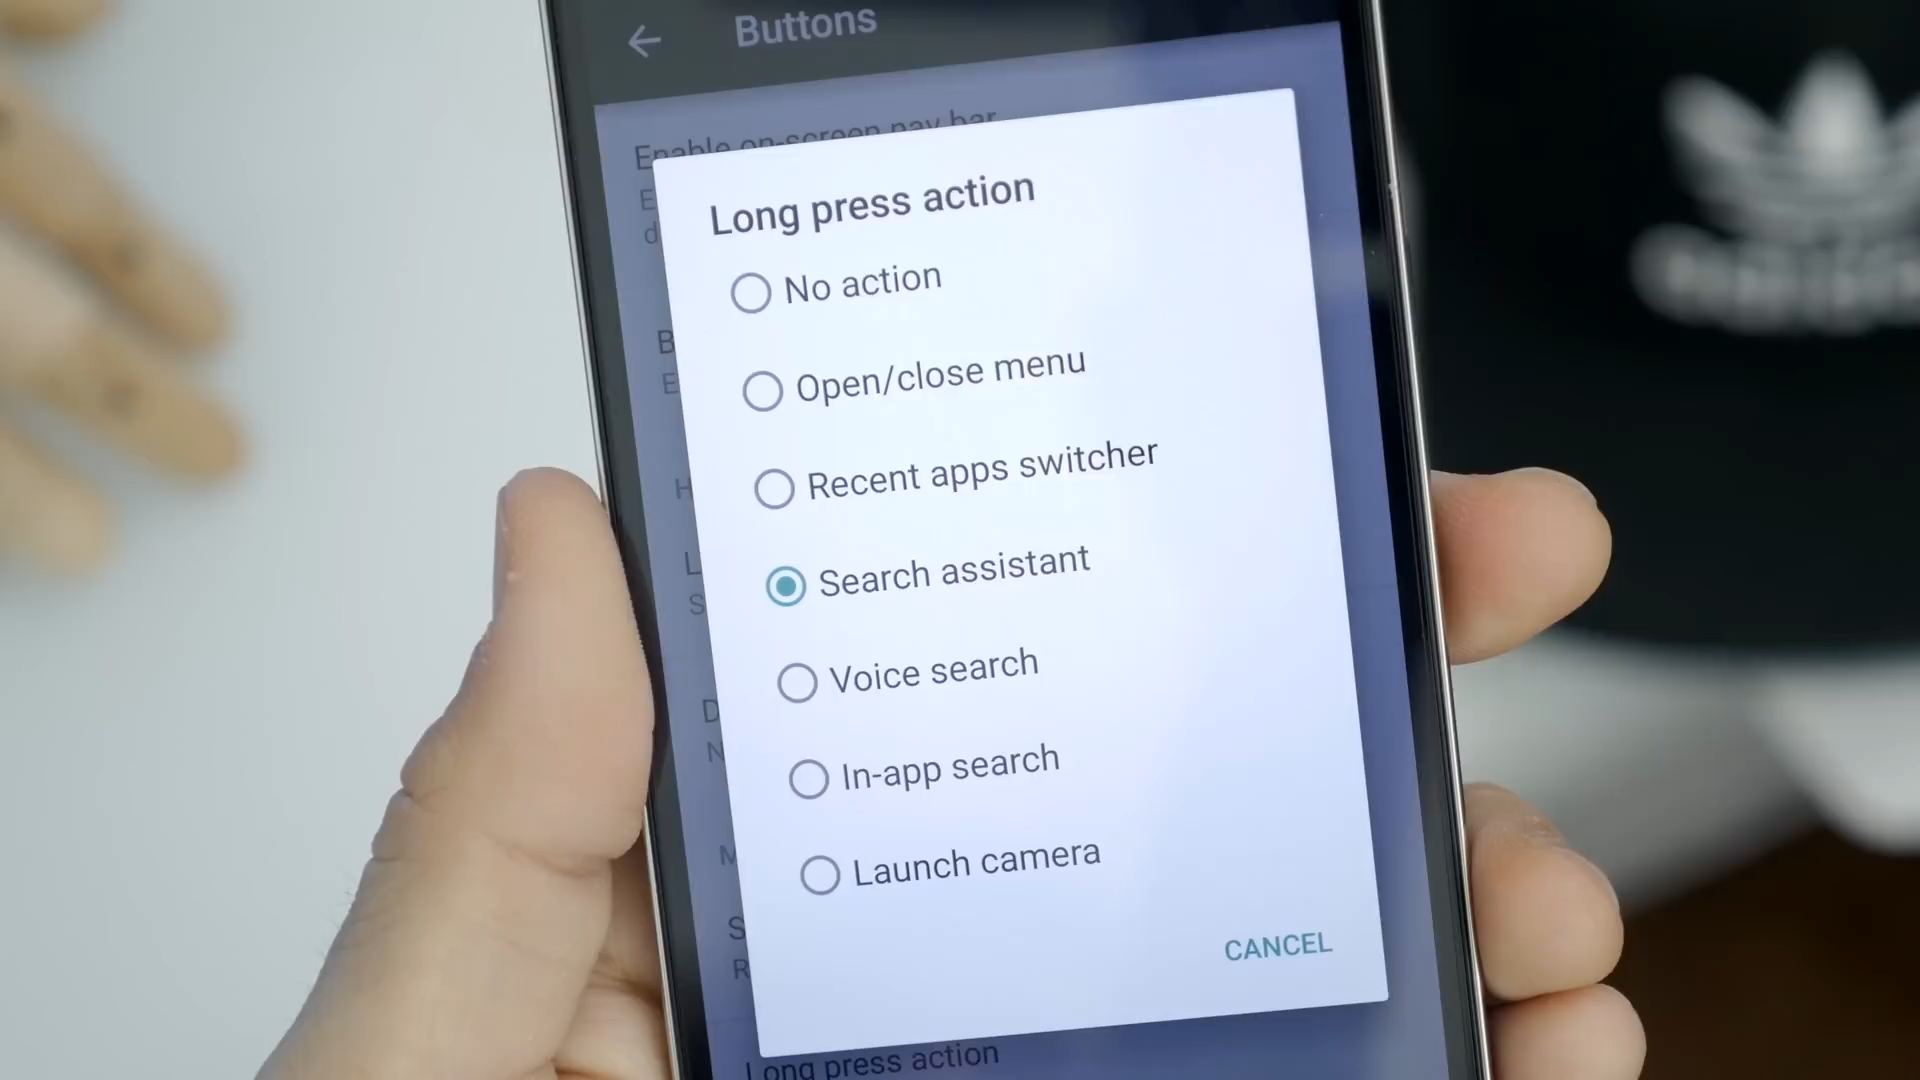 Buttons
Enable on-screen nav bar
Long press action
No action
Open/close menu
Recent apps switcher
Search assistant
Voice search
In-app search
Launch camera
CANCEL
Long press action